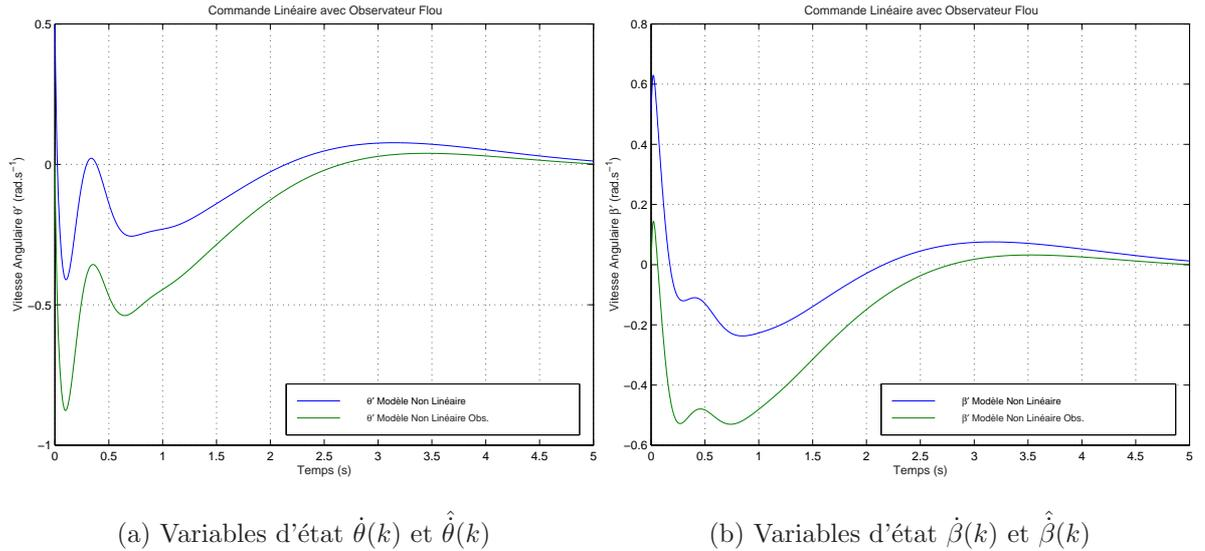 Commande Linéaire avec Observateur Flou
0.5
0
−0.5
−1
Vitesse Angulaire θ′ (rad.s⁻¹)
θ′ Modèle Non Linéaire
θ′ Modèle Non Linéaire Obs.
0 0.5 1 1.5 2 2.5 3 3.5 4 4.5 5
Temps (s)
(a) Variables d'état θ̇(k) et θ̇̂(k)
Commande Linéaire avec Observateur Flou
0.8
0.6
0.4
0.2
0
−0.2
−0.4
−0.6
Vitesse Angulaire β′ (rad.s⁻¹)
β′ Modèle Non Linéaire
β′ Modèle Non Linéaire Obs.
0 0.5 1 1.5 2 2.5 3 3.5 4 4.5 5
Temps (s)
(b) Variables d'état β̇(k) et β̇̂(k)